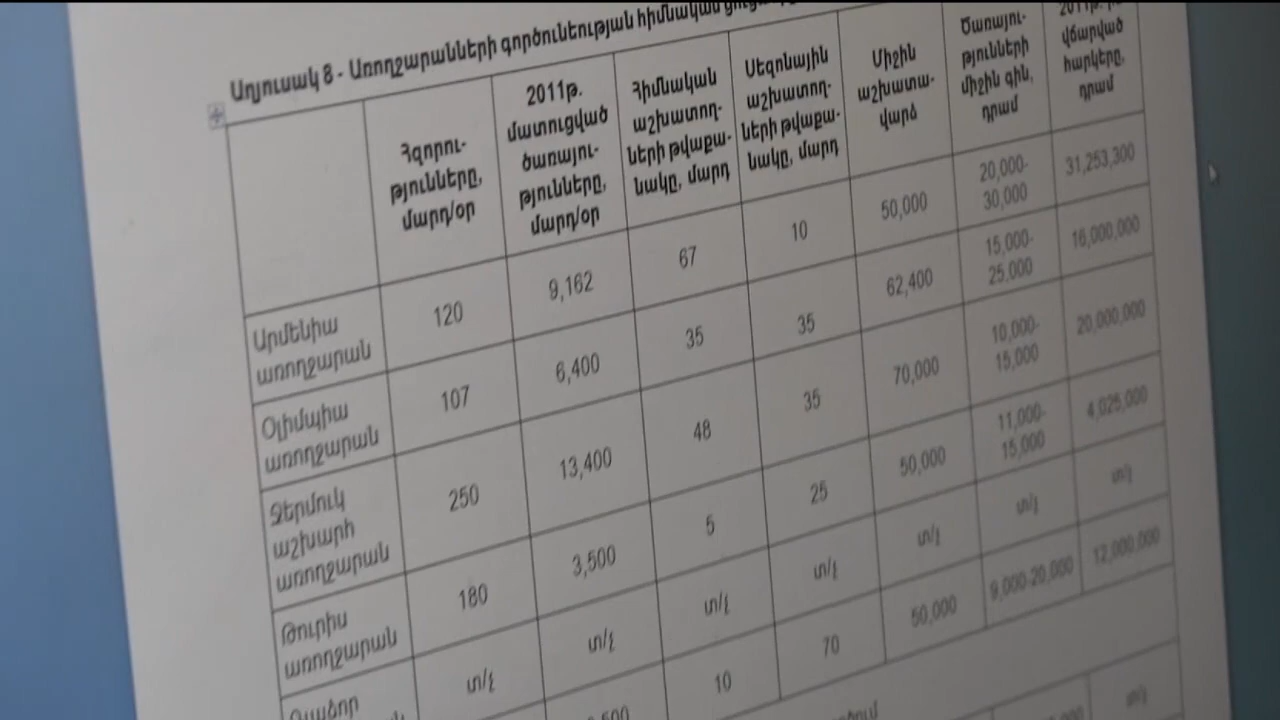 Աղյուսակ 8 - Առողջարանների գործունեության հիմնական
Հզորու-
թյունները,
մարդ/օր
2011թ.
մատուցված
ծառայու-
թյունները,
մարդ/օր
Հիմնական
աշխատող-
ների թվաքա-
նակը, մարդ
Սեզոնային
աշխատող-
ների թվաքա-
նակը, մարդ
Միջին
աշխատա-
վարձ
Ծառայու-
թյունների
միջին գին,
դրամ
2011թ.
վճարված
հարկերը,
դրամ
Արմենիա
առողջարան
120
9,162
67
10
50,000
20,000-
30,000
31,253,300
Օլիմպիա
առողջարան
107
6,400
35
35
62,400
15,000-
25,000
16,000,000
Ջերմուկ
աշխարհ
առողջարան
250
13,400
48
35
70,000
10,000-
15,000
20,000,000
Թուրիս
առողջարան
180
3,500
5
25
50,000
11,000-
15,000
4,025,000
տ/չ
տ/չ
տ/չ
տ/չ
տ/չ
տ/չ
տ/չ
10
70
50,000
9,000-20,000
12,000,000
տ/չ